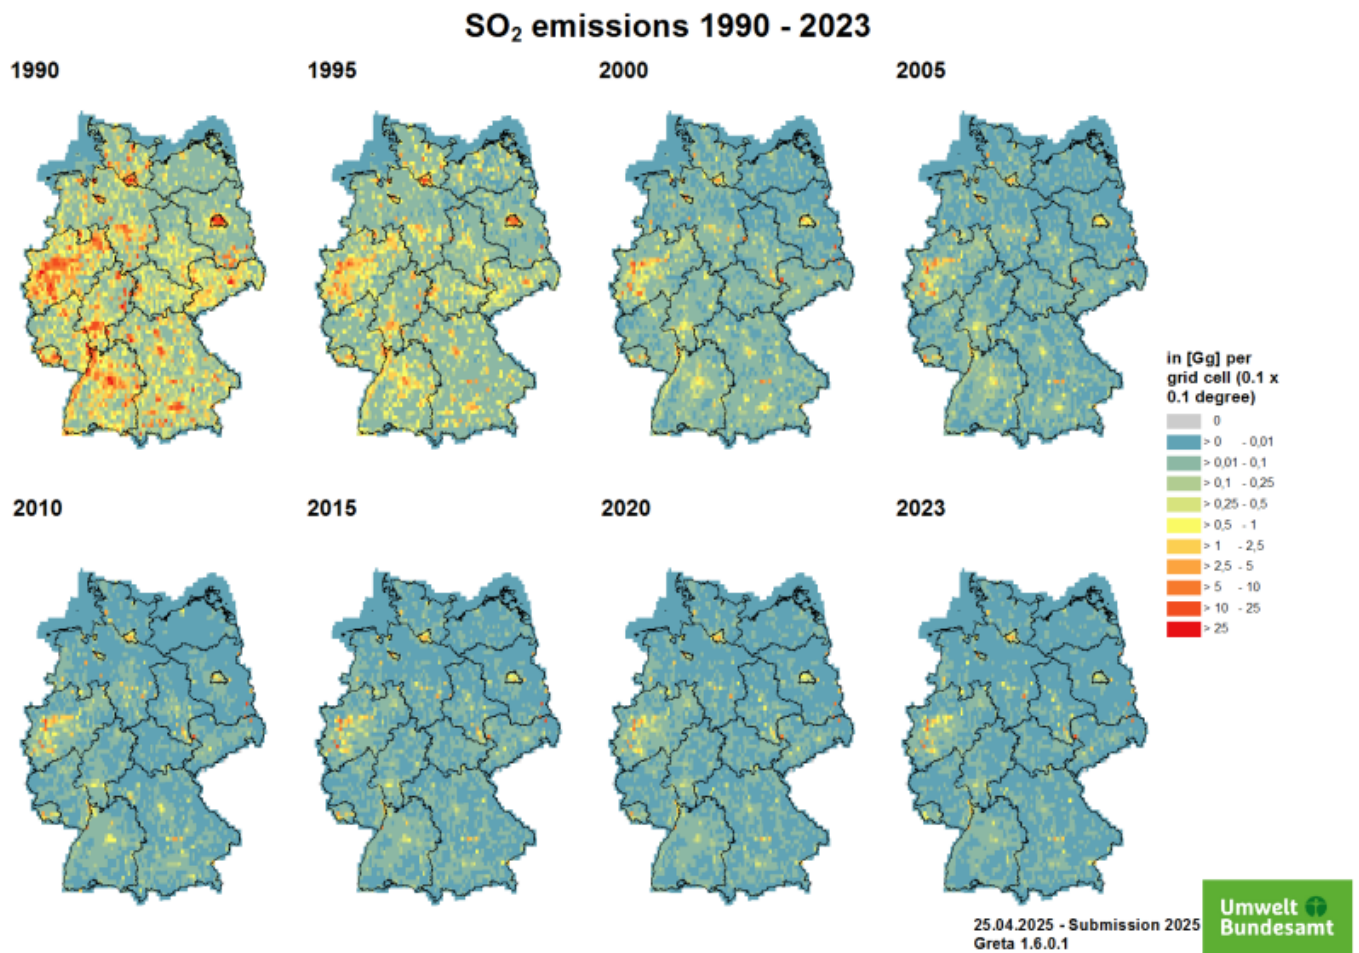 SO₂ emissions 1990 - 2023
1990
1995
2000
2005
in [Gg] per
grid cell (0.1 x
0.1 degree)
0
> 0 - 0,01
> 0,01 - 0,1
> 0,1 - 0,25
> 0,25 - 0,5
> 0,5 - 1
> 1 - 2,5
> 2,5 - 5
> 5 - 10
> 10 - 25
> 25
2010
2015
2020
2023
25.04.2025 - Submission 2025
Greta 1.6.0.1
Umwelt
Bundesamt